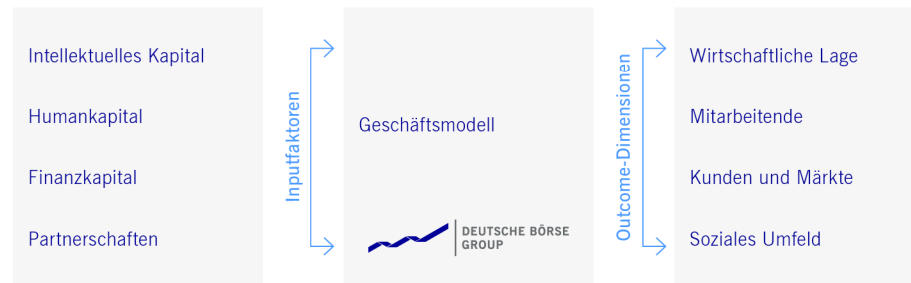 Intellektuelles Kapital
Humankapital
Finanzkapital
Partnerschaften
Inputfaktoren
Geschäftsmodell
DEUTSCHE BÖRSE
GROUP
Outcome-Dimensionen
Wirtschaftliche Lage
Mitarbeitende
Kunden und Märkte
Soziales Umfeld